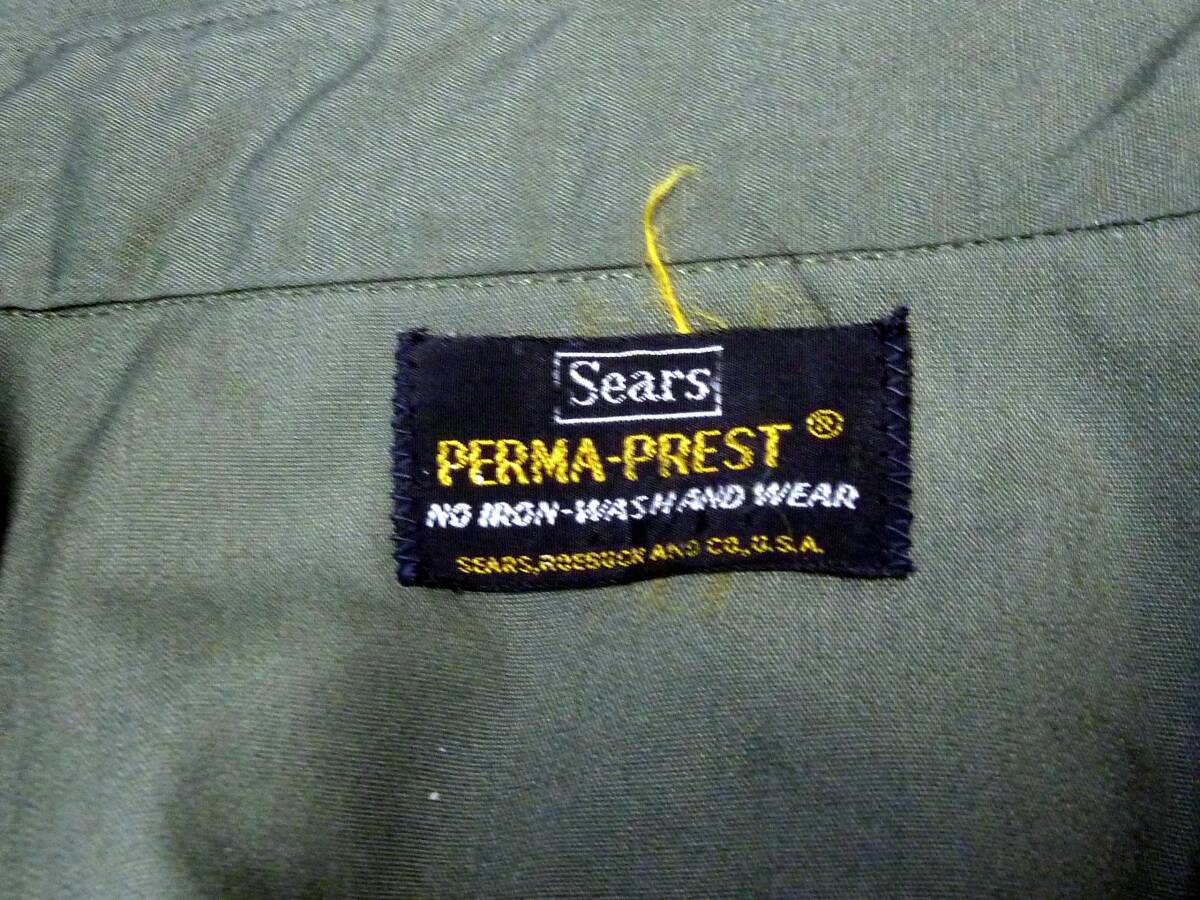 Sears
PERMA-PREST ®
NO IRON-WASH AND WEAR
SEARS, ROEBUCK AND CO., U.S.A.